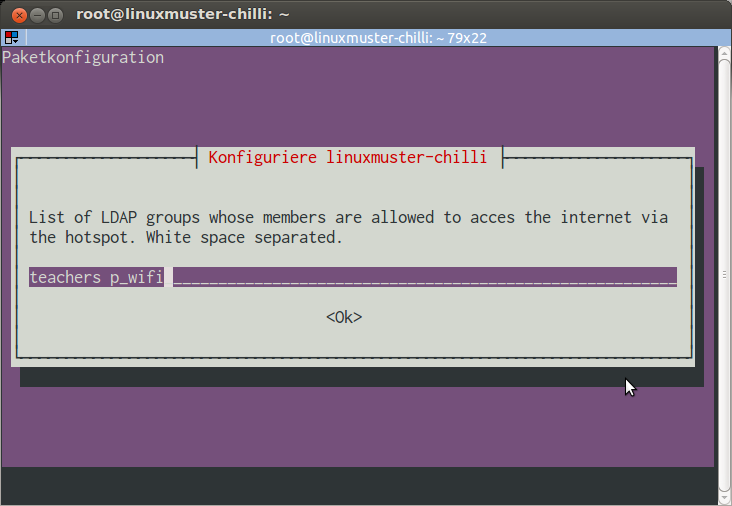 root@linuxmuster-chilli: ~
root@linuxmuster-chilli: ~ 79x22
Paketkonfiguration
Konfiguriere linuxmuster-chilli
List of LDAP groups whose members are allowed to acces the internet via
the hotspot. White space separated.
teachers p_wifi
<Ok>